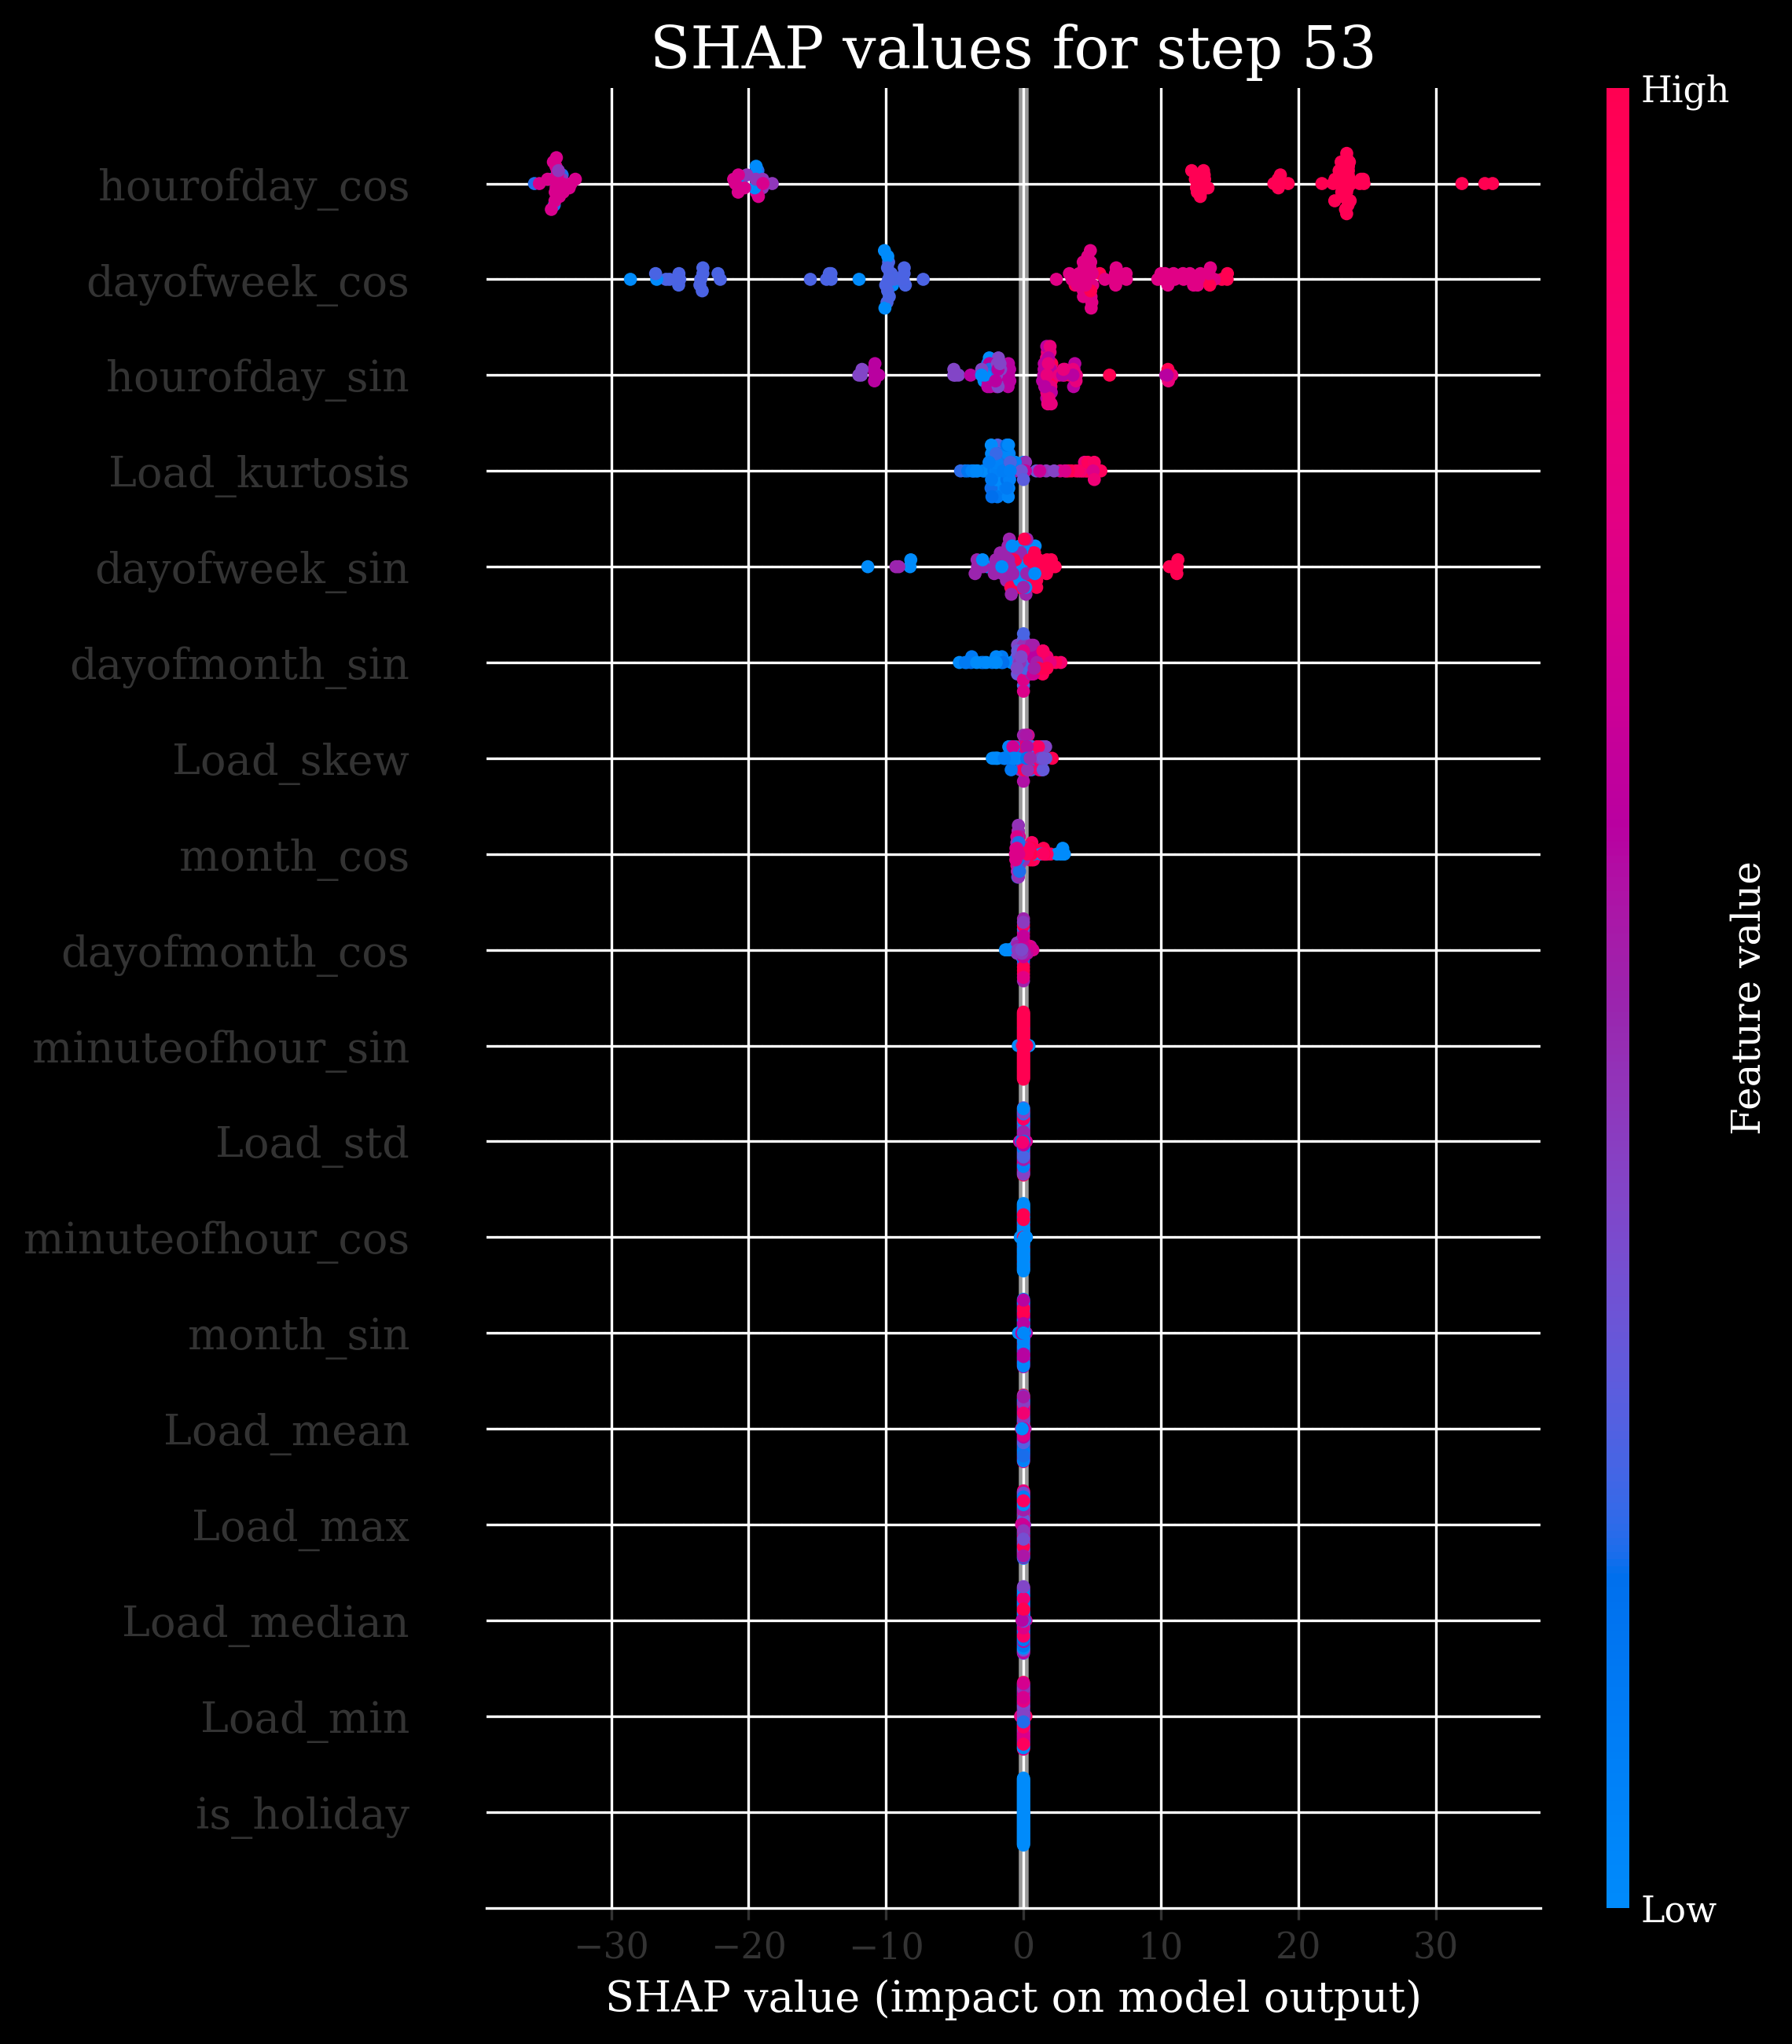 SHAP values for step 53
High
hourofday_cos
dayofweek_cos
hourofday_sin
Load_kurtosis
dayofweek_sin
dayofmonth_sin
Load_skew
month_cos
dayofmonth_cos
minuteofhour_sin
Load_std
minuteofhour_cos
month_sin
Load_mean
Load_max
Load_median
Load_min
is_holiday
Feature value
Low
−30 −20 −10 0 10 20 30
SHAP value (impact on model output)